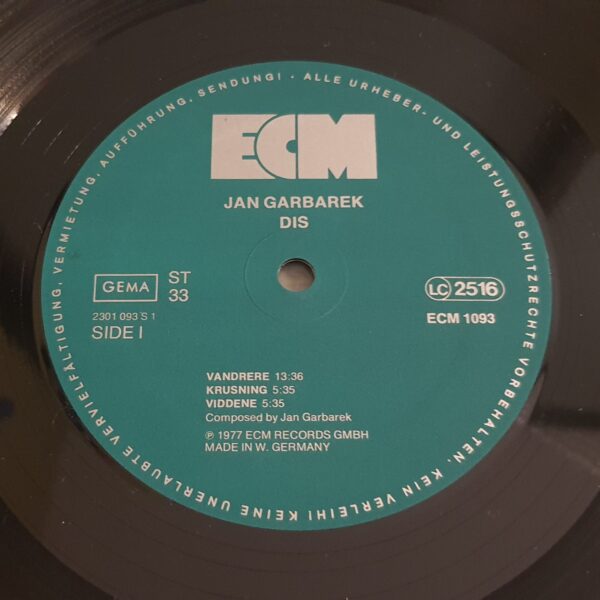 ECM
JAN GARBAREK
DIS
GEMA
ST
33
2301 093 S 1
SIDE I
LC 2516
ECM 1093
VANDRERE 13:36
KRUSNING 5:35
VIDDENE 5:35
Composed by Jan Garbarek
℗ 1977 ECM RECORDS GMBH
MADE IN W. GERMANY
ALLE URHEBER- UND LEISTUNGSSCHUTZRECHTE VORBEHALTEN · KEIN VERLEIH! KEINE UNERLAUBTE VERVIELFÄLTIGUNG, VERMIETUNG, AUFFÜHRUNG, SENDUNG! ·